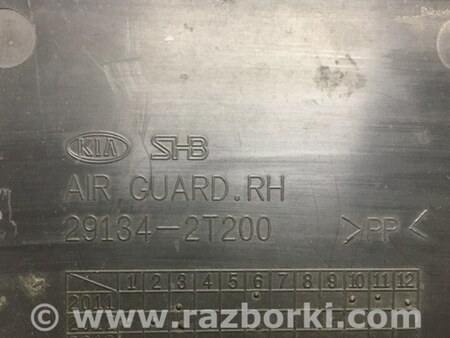 KIA SHB
AIR GUARD.RH
29134-2T200 >PP<
1 2 3 4 5 6 7 8 9 10 11 12
2011
www.razborki.com